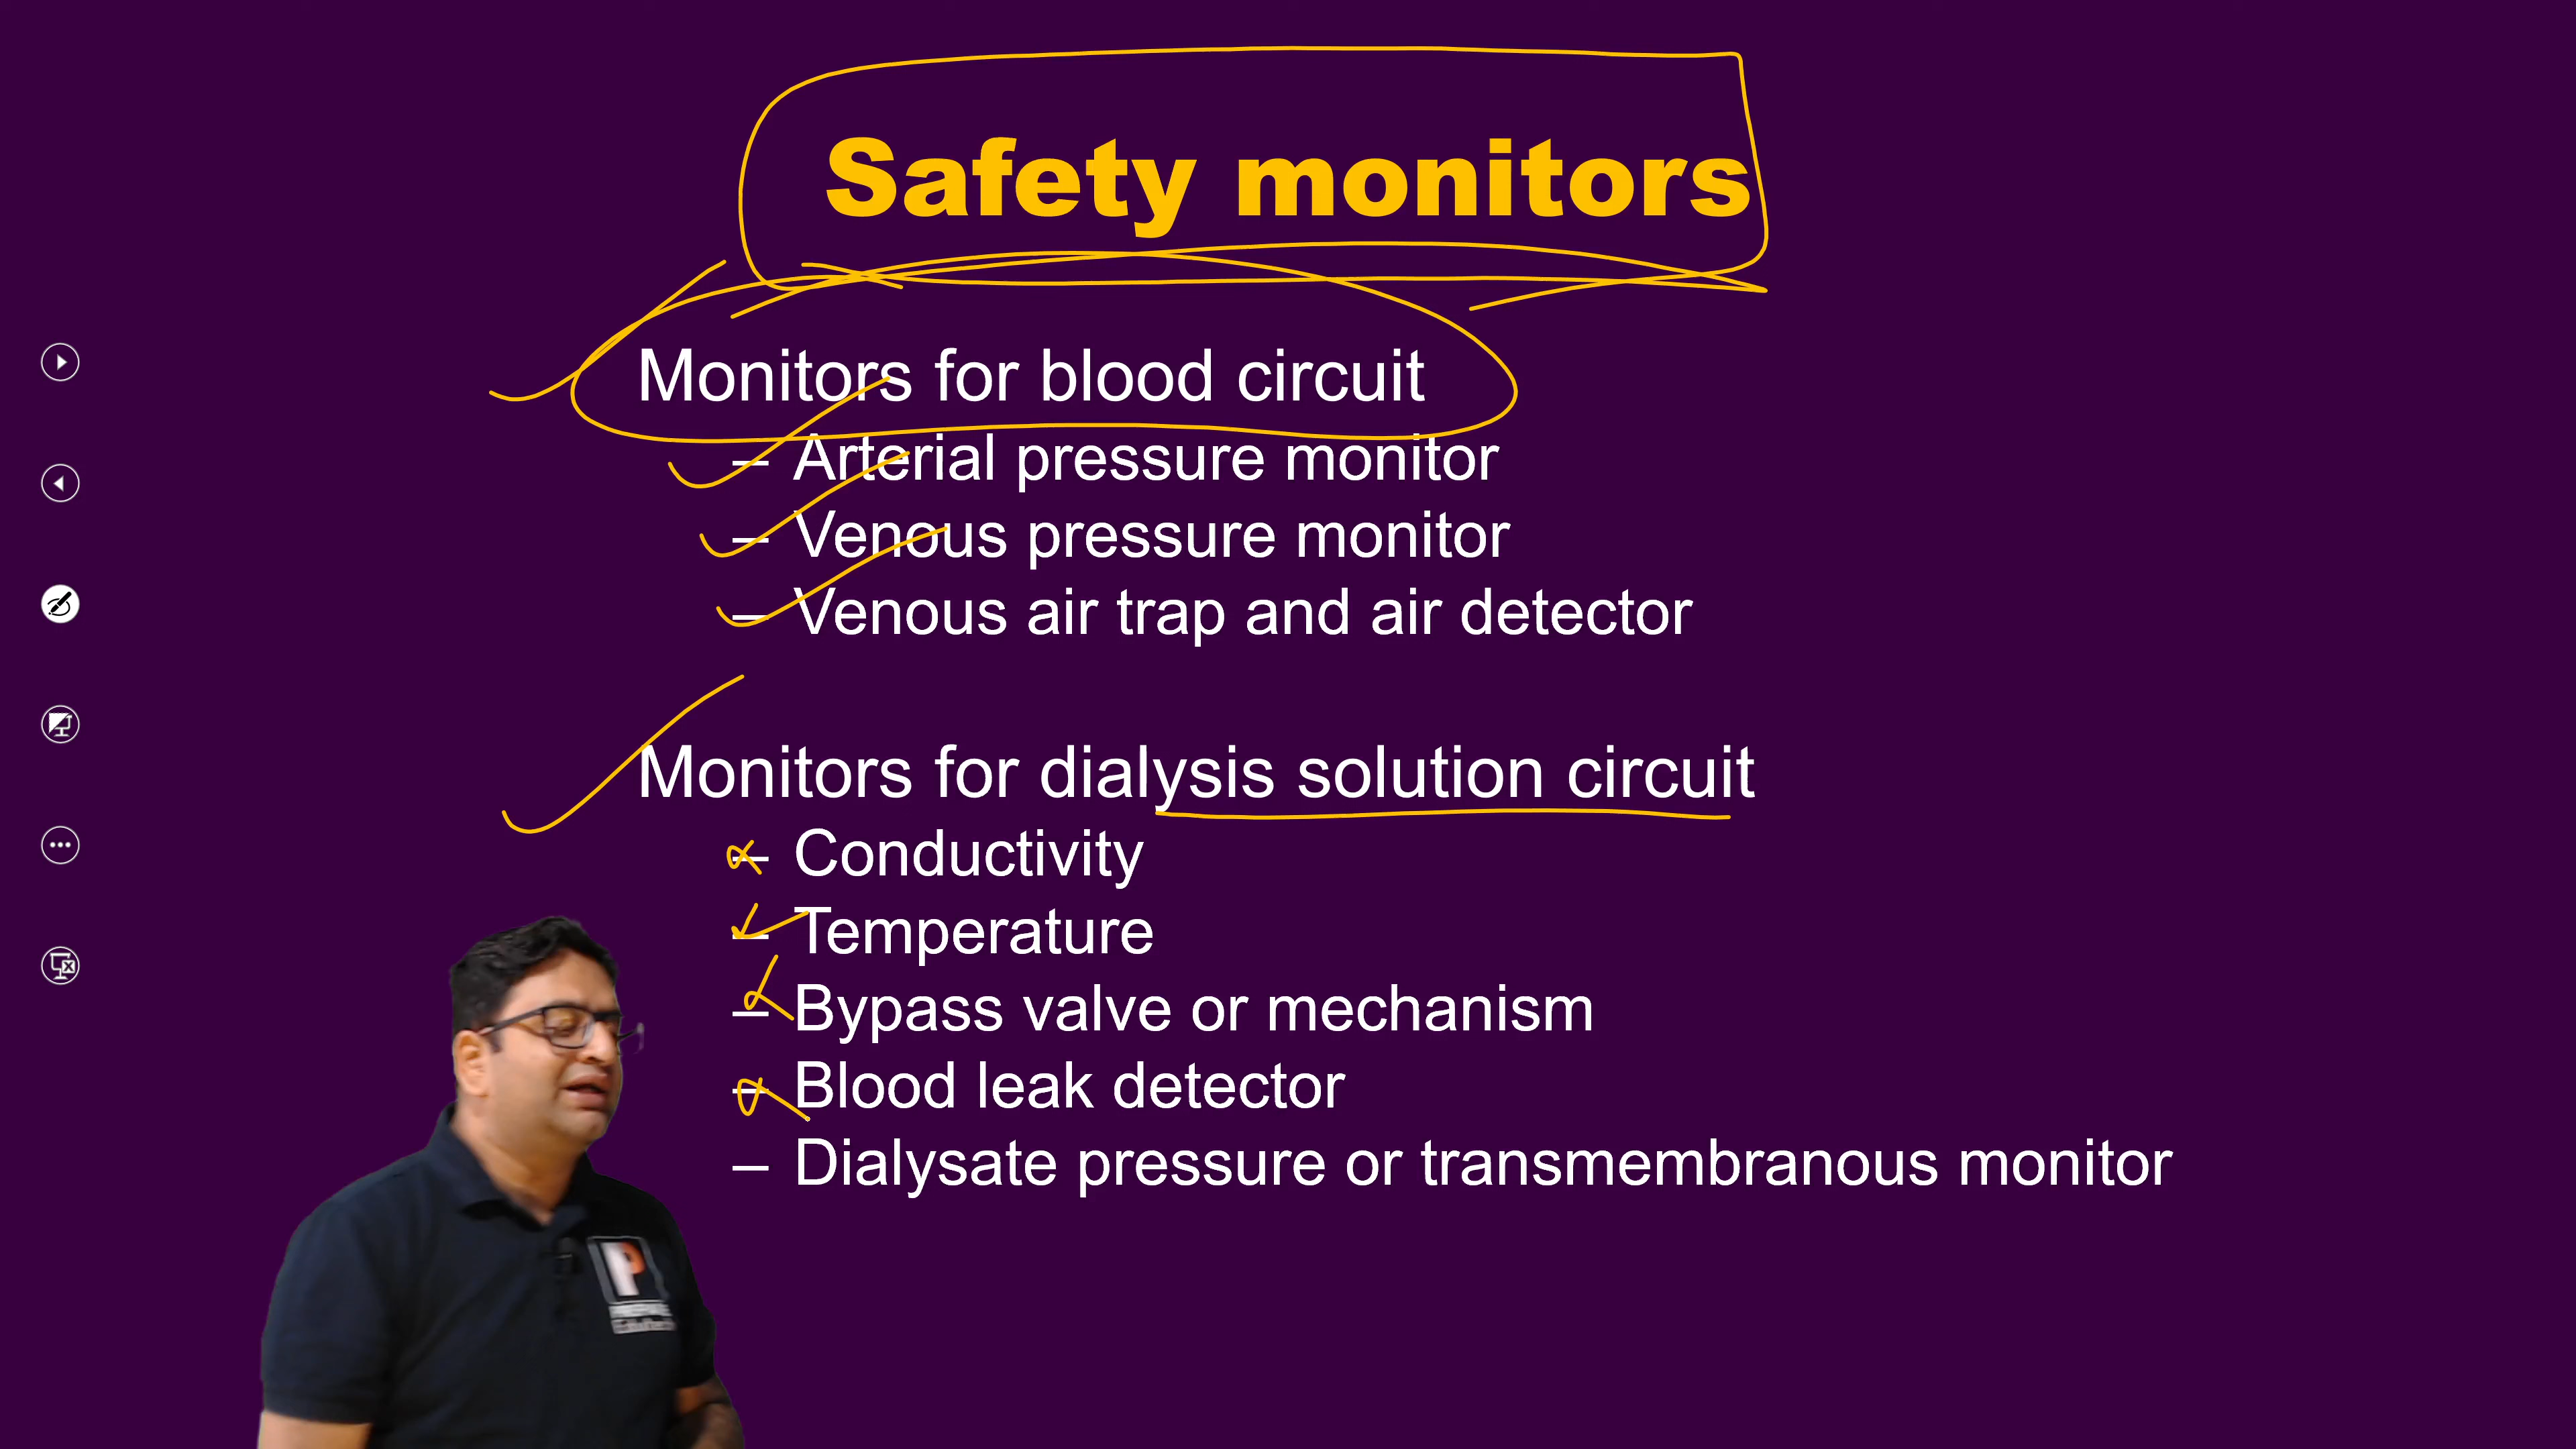 Safety monitors
Monitors for blood circuit
– Arterial pressure monitor
– Venous pressure monitor
– Venous air trap and air detector
Monitors for dialysis solution circuit
– Conductivity
– Temperature
– Bypass valve or mechanism
– Blood leak detector
– Dialysate pressure or transmembranous monitor
P